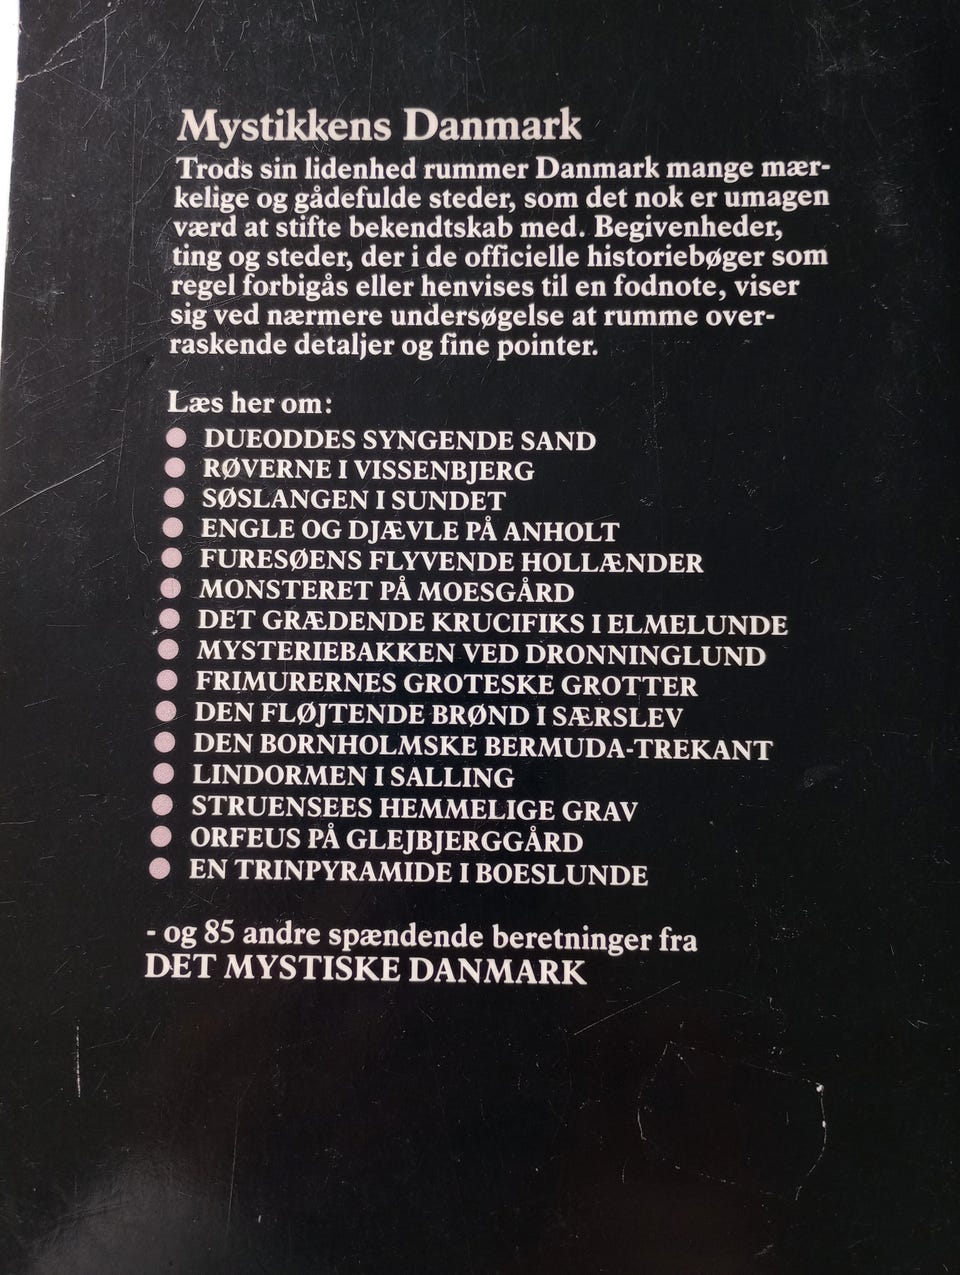 Mystikkens Danmark
Trods sin lidenhed rummer Danmark mange mær-
kelige og gådefulde steder, som det nok er umagen
værd at stifte bekendtskab med. Begivenheder,
ting og steder, der i de officielle historiebøger som
regel forbigås eller henvises til en fodnote, viser
sig ved nærmere undersøgelse at rumme over-
raskende detaljer og fine pointer.
Læs her om:
● DUEODDES SYNGENDE SAND
● RØVERNE I VISSENBJERG
● SØSLANGEN I SUNDET
● ENGLE OG DJÆVLE PÅ ANHOLT
● FURESØENS FLYVENDE HOLLÆNDER
● MONSTERET PÅ MOESGÅRD
● DET GRÆDENDE KRUCIFIKS I ELMELUNDE
● MYSTERIEBAKKEN VED DRONNINGLUND
● FRIMURERNES GROTESKE GROTTER
● DEN FLØJTENDE BRØND I SÆRSLEV
● DEN BORNHOLMSKE BERMUDA-TREKANT
● LINDORMEN I SALLING
● STRUENSEES HEMMELIGE GRAV
● ORFEUS PÅ GLEJBJERGGÅRD
● EN TRINPYRAMIDE I BOESLUNDE
- og 85 andre spændende beretninger fra
DET MYSTISKE DANMARK